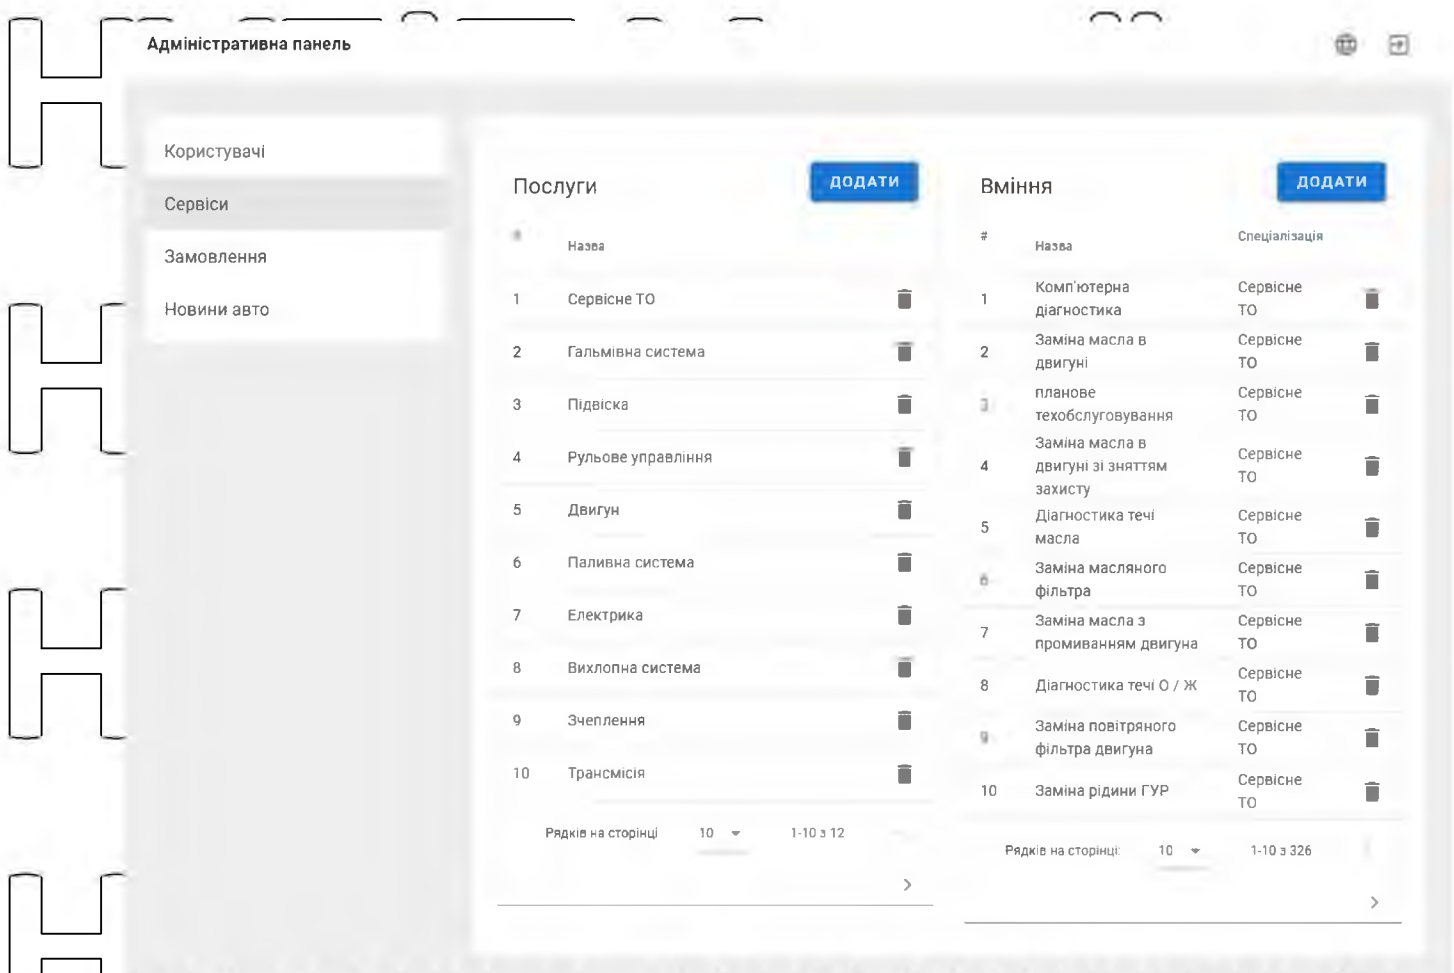 Адміністративна панель
Користувачі
Сервіси
Замовлення
Новини авто
Послуги
ДОДАТИ
#
Назва
1 Сервісне ТО
2 Гальмівна система
3 Підвіска
4 Рульове управління
5 Двигун
6 Паливна система
7 Електрика
8 Вихлопна система
9 Зчеплення
10 Трансмісія
Рядків на сторінці 10 1-10 з 12
Вміння
ДОДАТИ
# Назва Спеціалізація
1 Комп'ютерна Сервісне
діагностика ТО
2 Заміна масла в Сервісне
двигуні ТО
3 планове Сервісне
техобслуговування ТО
Заміна масла в
4 двигуні зі зняттям Сервісне
захисту ТО
5 Діагностика течі Сервісне
масла ТО
6 Заміна масляного Сервісне
фільтра ТО
7 Заміна масла з Сервісне
промиванням двигуна ТО
8 Діагностика течі О / Ж Сервісне
ТО
9 Заміна повітряного Сервісне
фільтра двигуна ТО
10 Заміна рідини ГУР Сервісне
ТО
Рядків на сторінці: 10 1-10 з 326